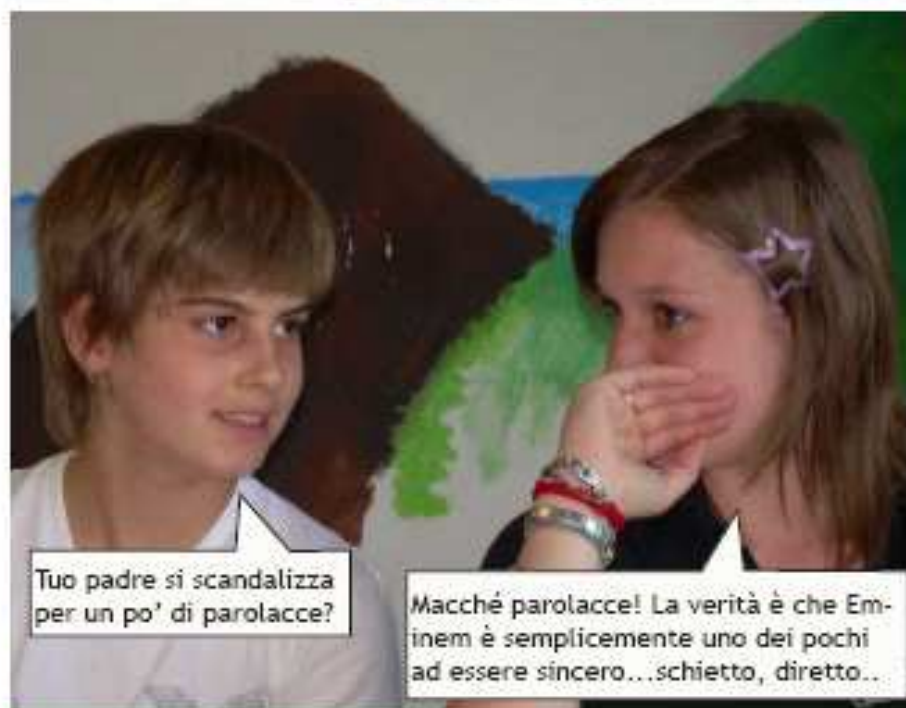 Tuo padre si scandalizza
per un po' di parolacce?
Macché parolacce! La verità è che Em-
inem è semplicemente uno dei pochi
ad essere sincero...schietto, diretto..